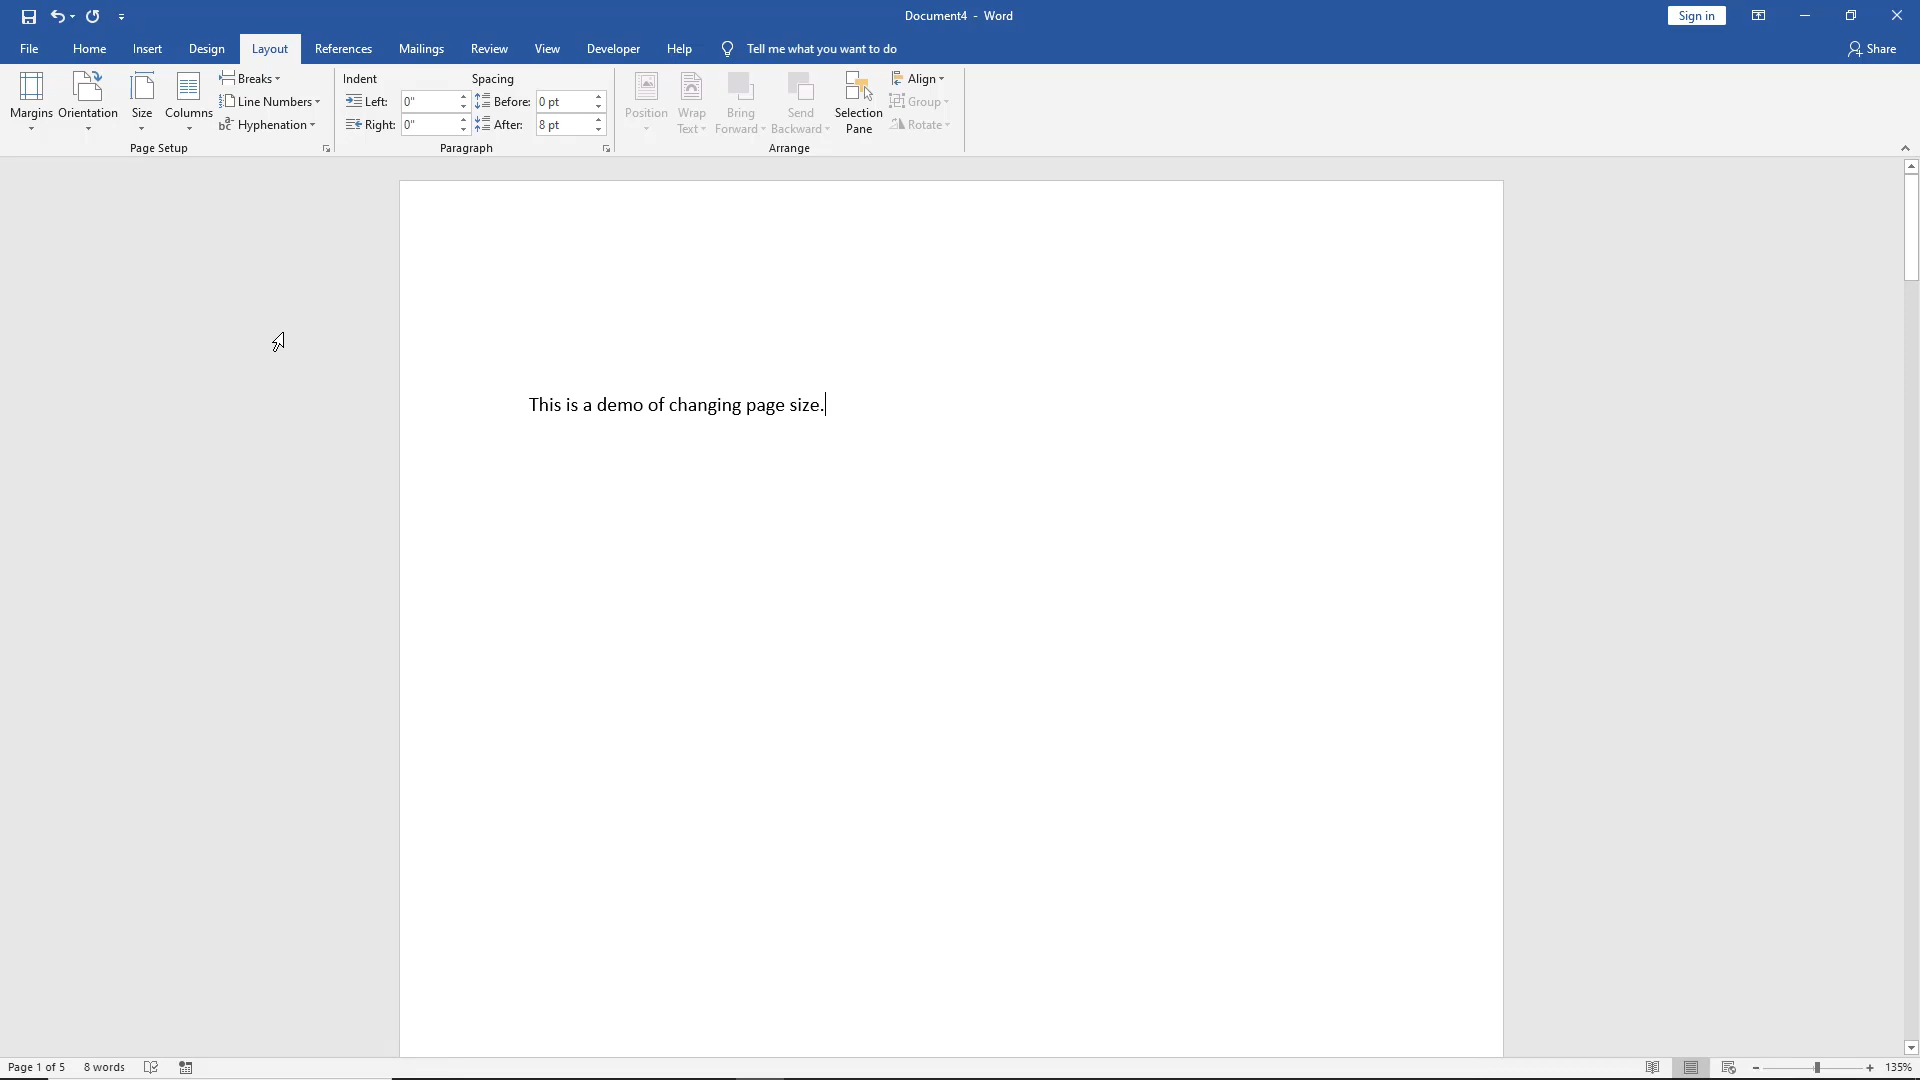 Document4 - Word
Sign in
File Home Insert Design Layout References Mailings Review View Developer Help Tell me what you want to do Share
Margins Orientation Size Columns
Breaks
Line Numbers
Hyphenation
Page Setup
Indent
Left: 0"
Right: 0"
Spacing
Before: 0 pt
After: 8 pt
Paragraph
Position
Wrap
Text
Bring
Forward
Send
Backward
Selection
Pane
Align
Group
Rotate
Arrange
This is a demo of changing page size.
Page 1 of 5 8 words
135%